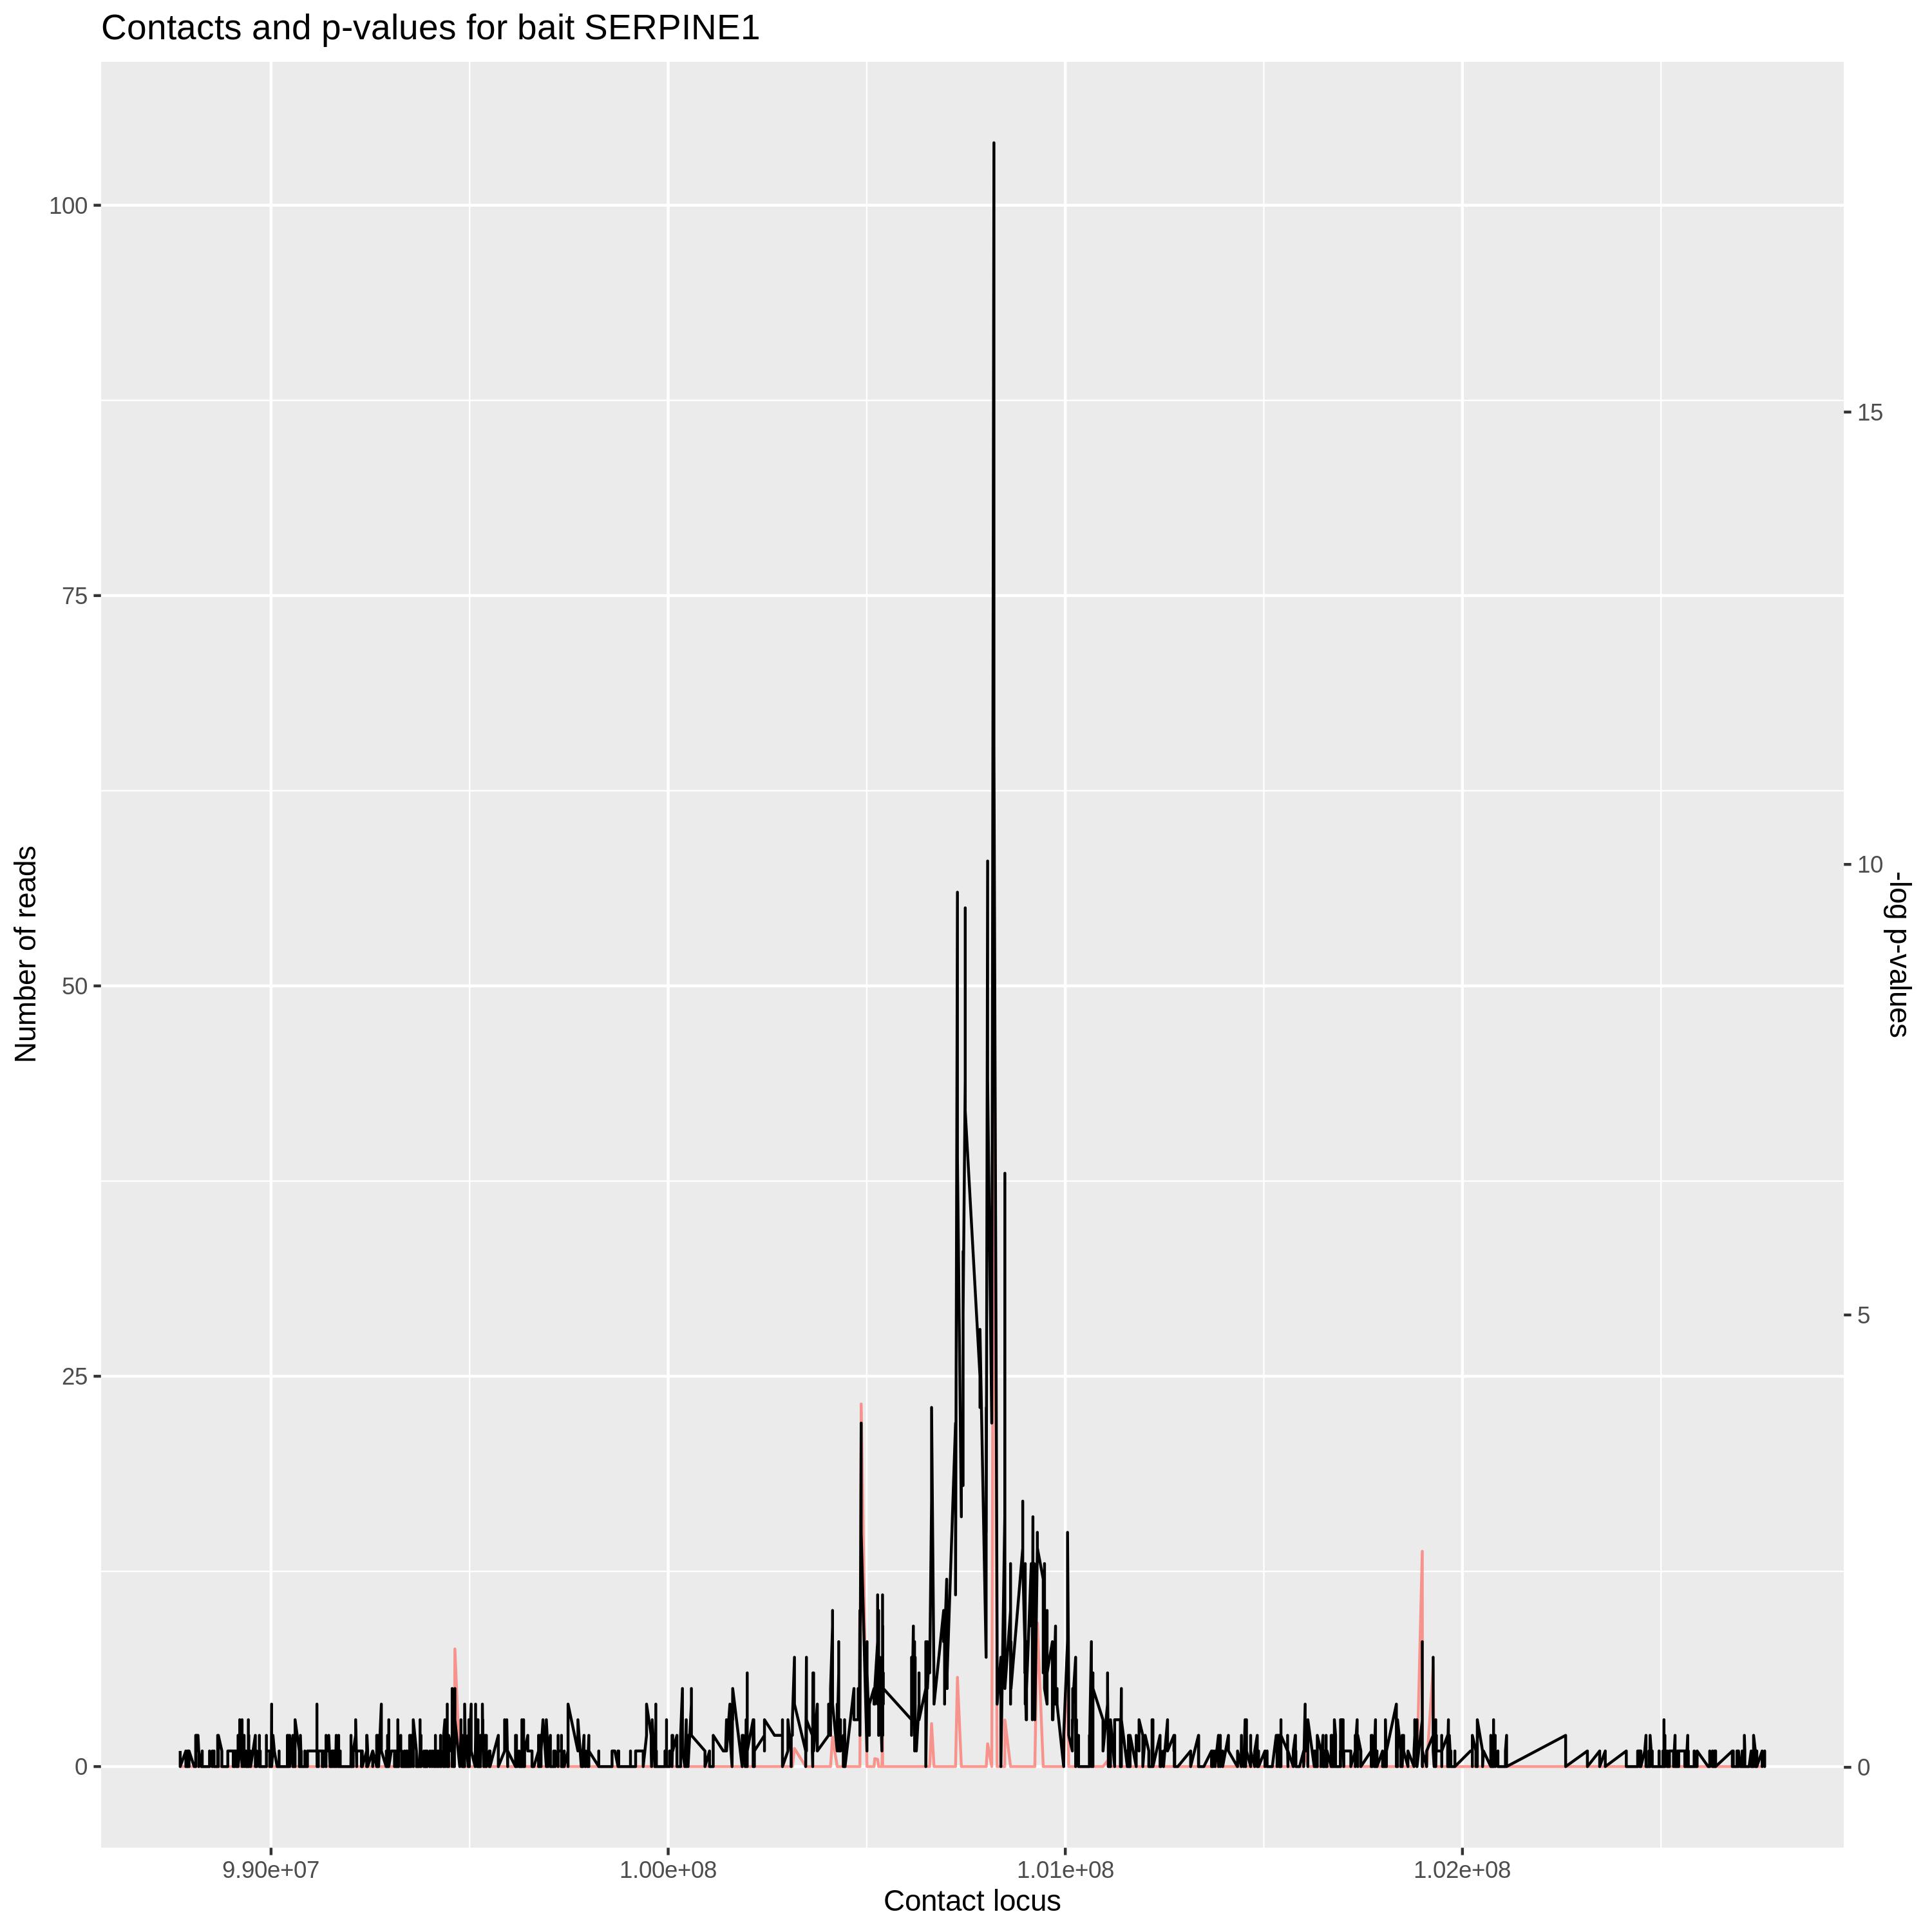 Contacts and p-values for bait SERPINE1
100
75
50
25
0
Number of reads
15
10
5
0
-log p-values
9.90e+07
1.00e+08
1.01e+08
1.02e+08
Contact locus